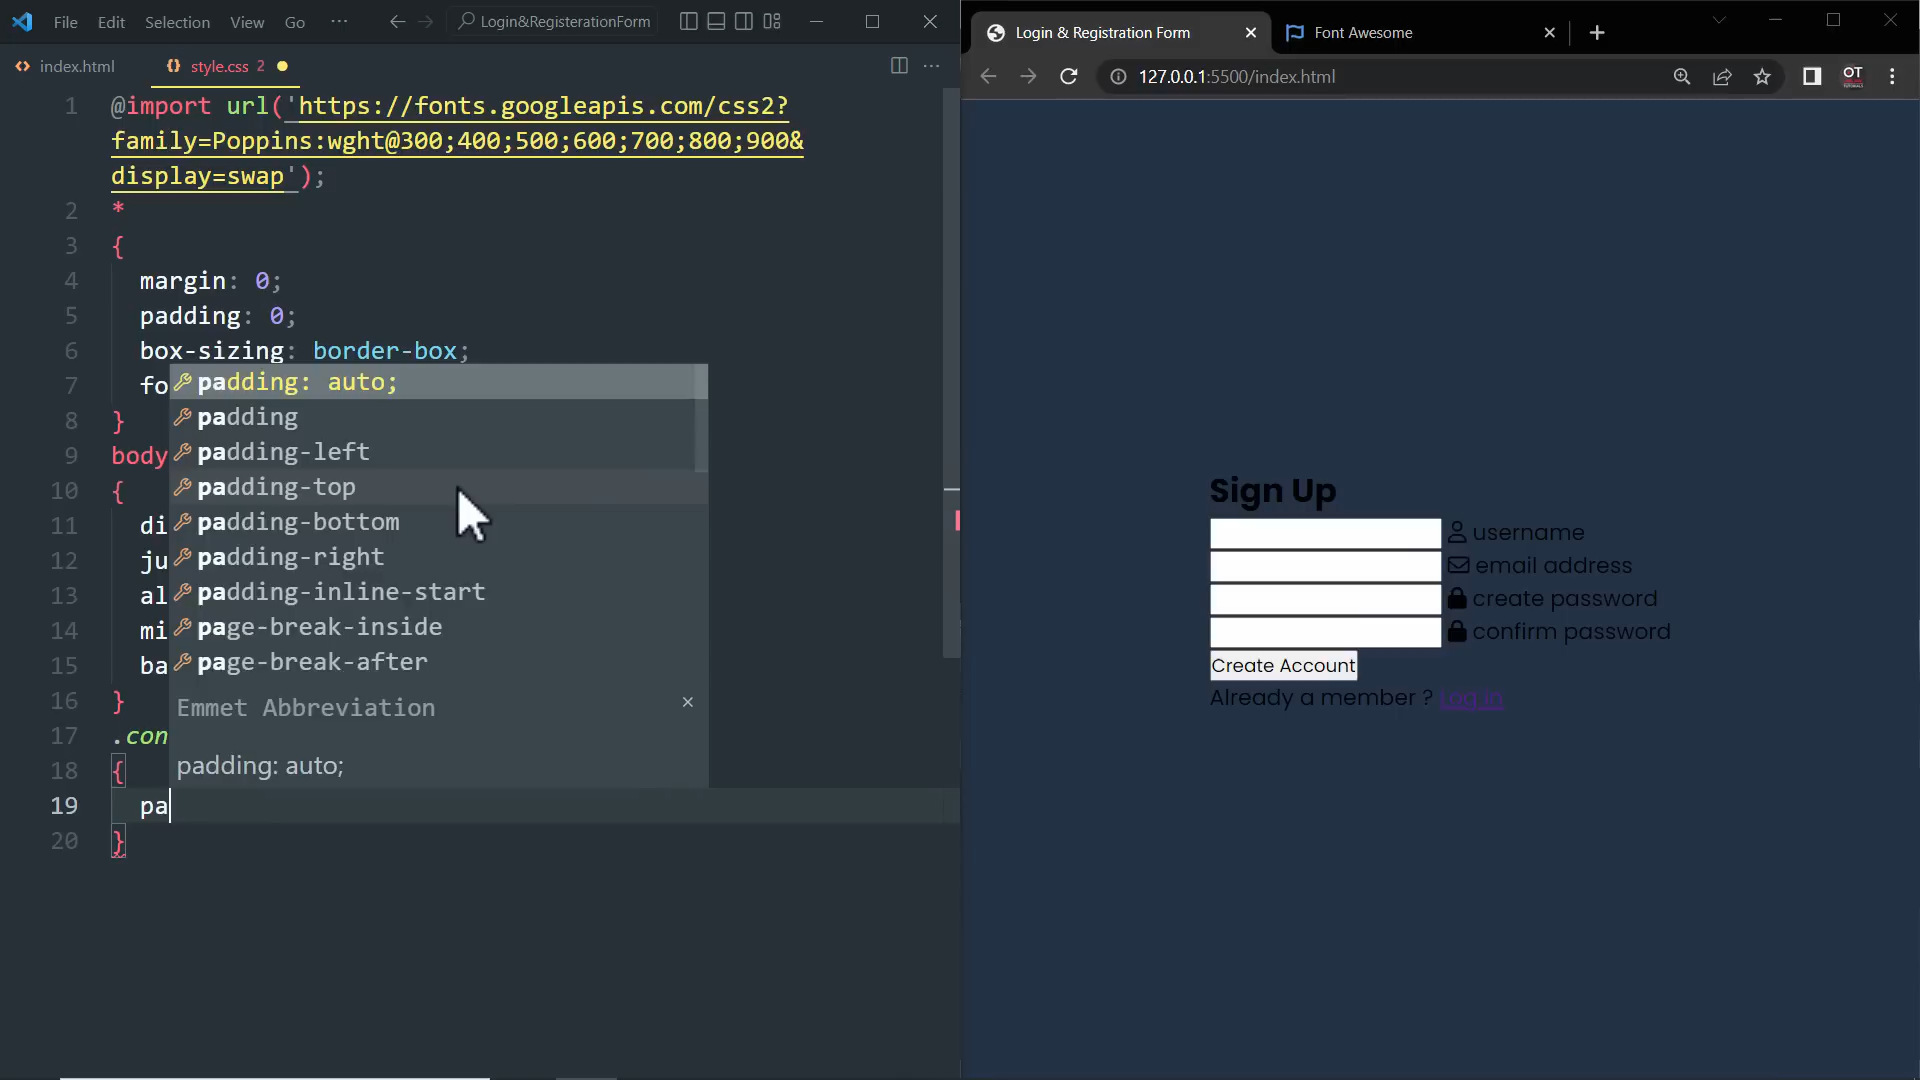 File Edit Selection View Go ··· Login&RegisterationForm
index.html style.css 2
1 @import url('https://fonts.googleapis.com/css2?
family=Poppins:wght@300;400;500;600;700;800;900&
display=swap');
2 *
3 {
4 margin: 0;
5 padding: 0;
6 box-sizing: border-box;
7 fo
8 }
9 body
10 {
11 di
12 ju
13 al
14 mi
15 ba
16 }
17 .con
18 {
19 pa
20 }
padding: auto;
padding
padding-left
padding-top
padding-bottom
padding-right
padding-inline-start
page-break-inside
page-break-after
Emmet Abbreviation
padding: auto;
Login & Registration Form Font Awesome
127.0.0.1:5500/index.html
OT
Sign Up
username
email address
create password
confirm password
Create Account
Already a member ? Log in